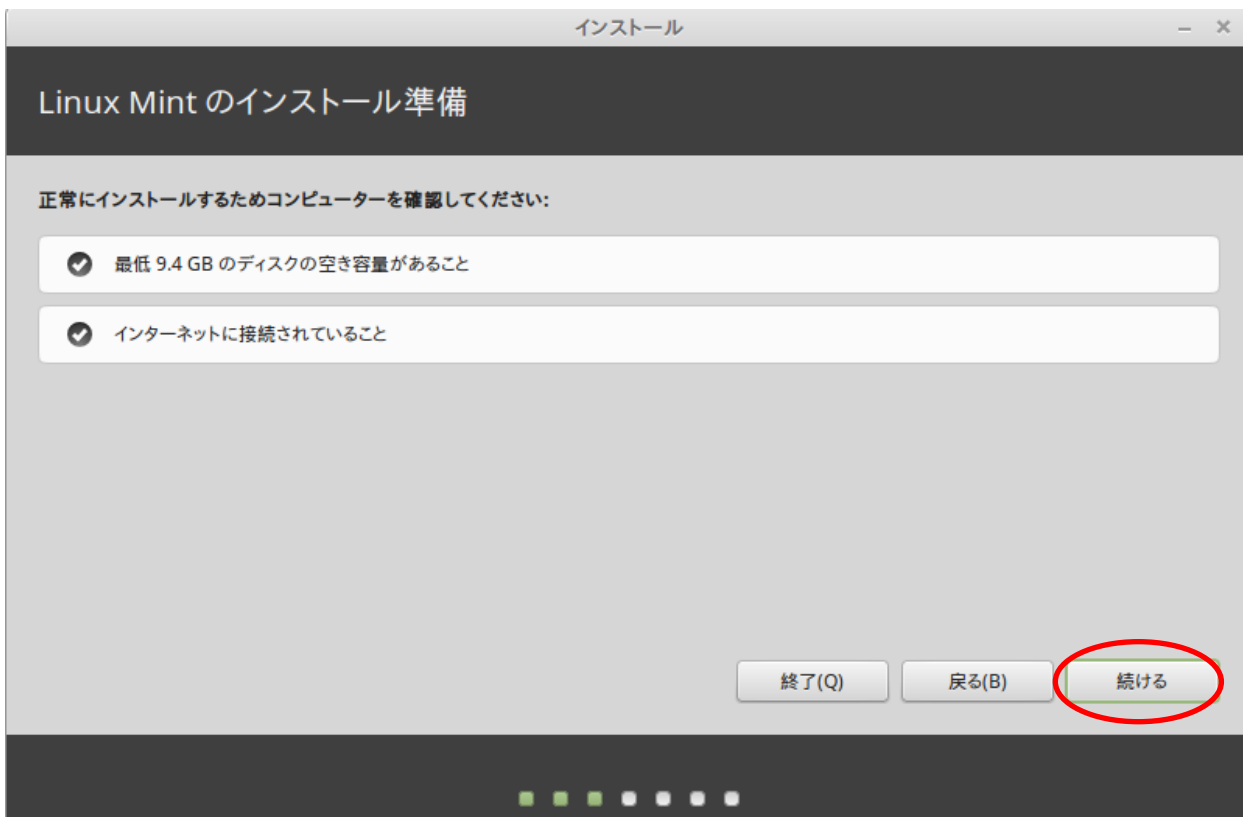 インストール
Linux Mint のインストール準備
正常にインストールするためコンピューターを確認してください:
最低 9.4 GB のディスクの空き容量があること
インターネットに接続されていること
終了(Q)
戻る(B)
続ける